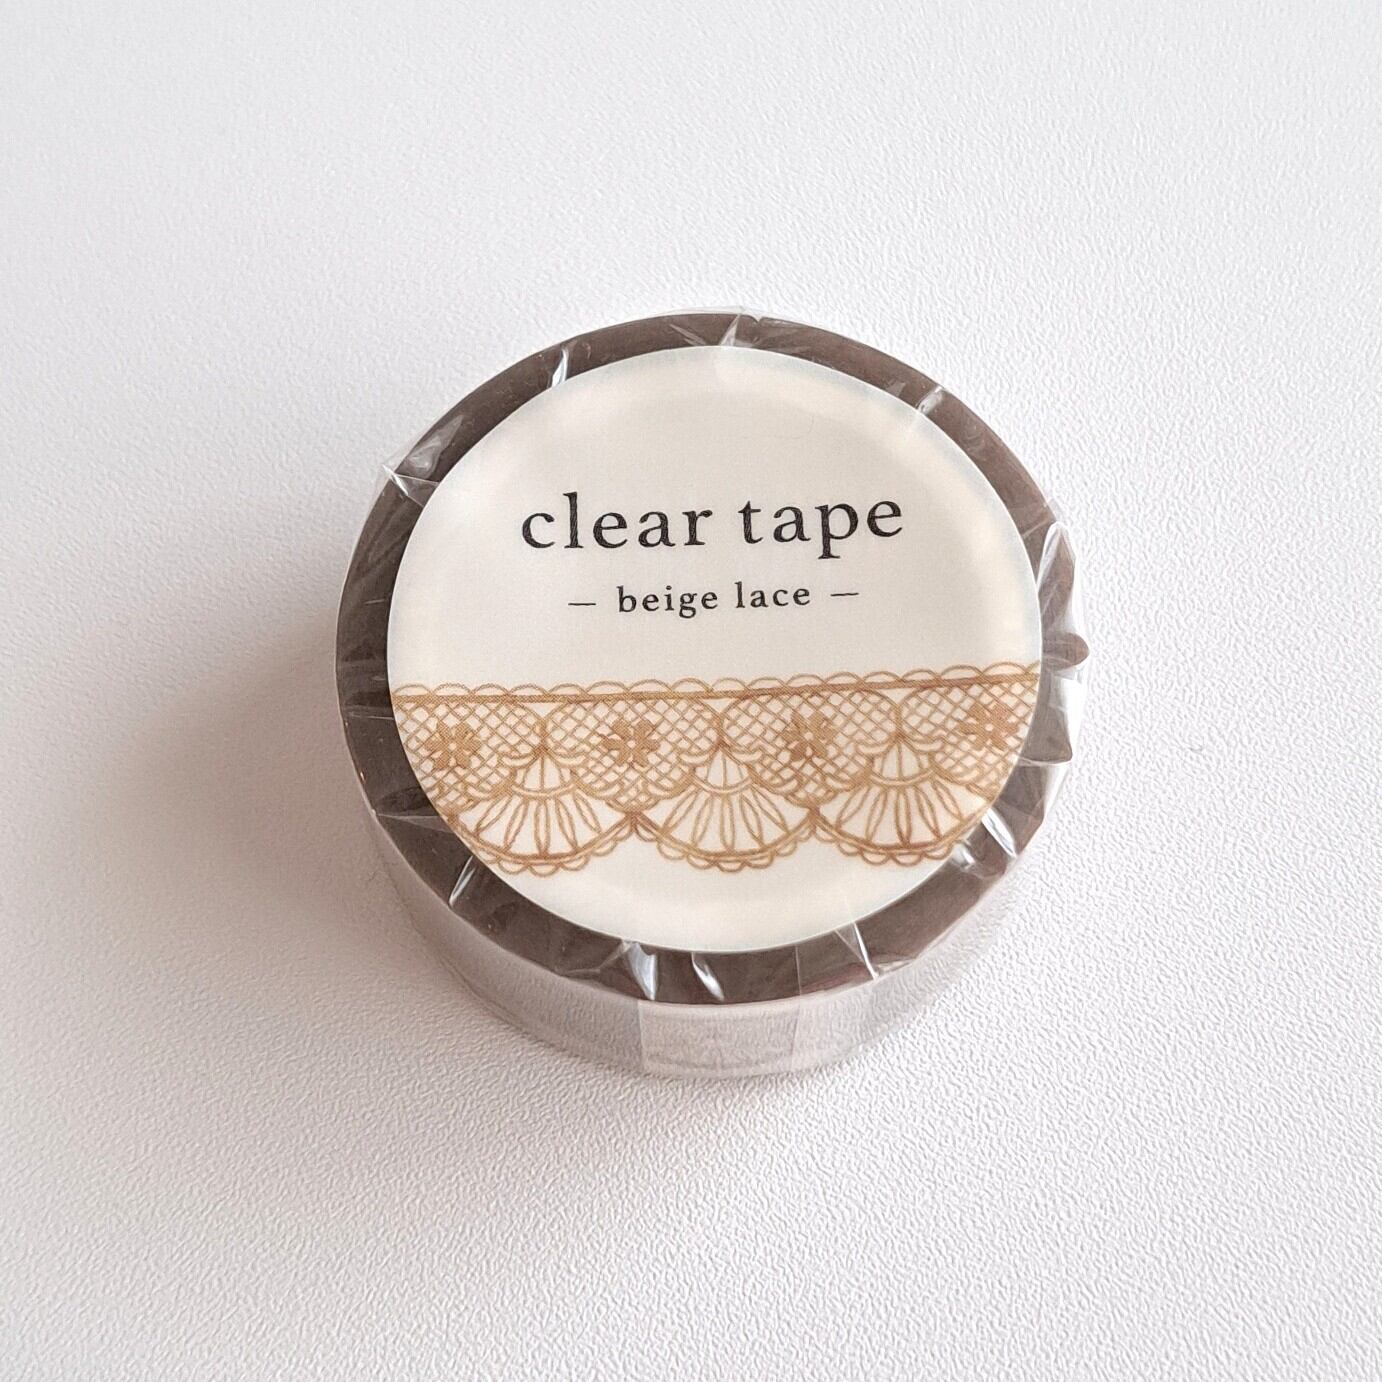 clear tape
— beige lace —